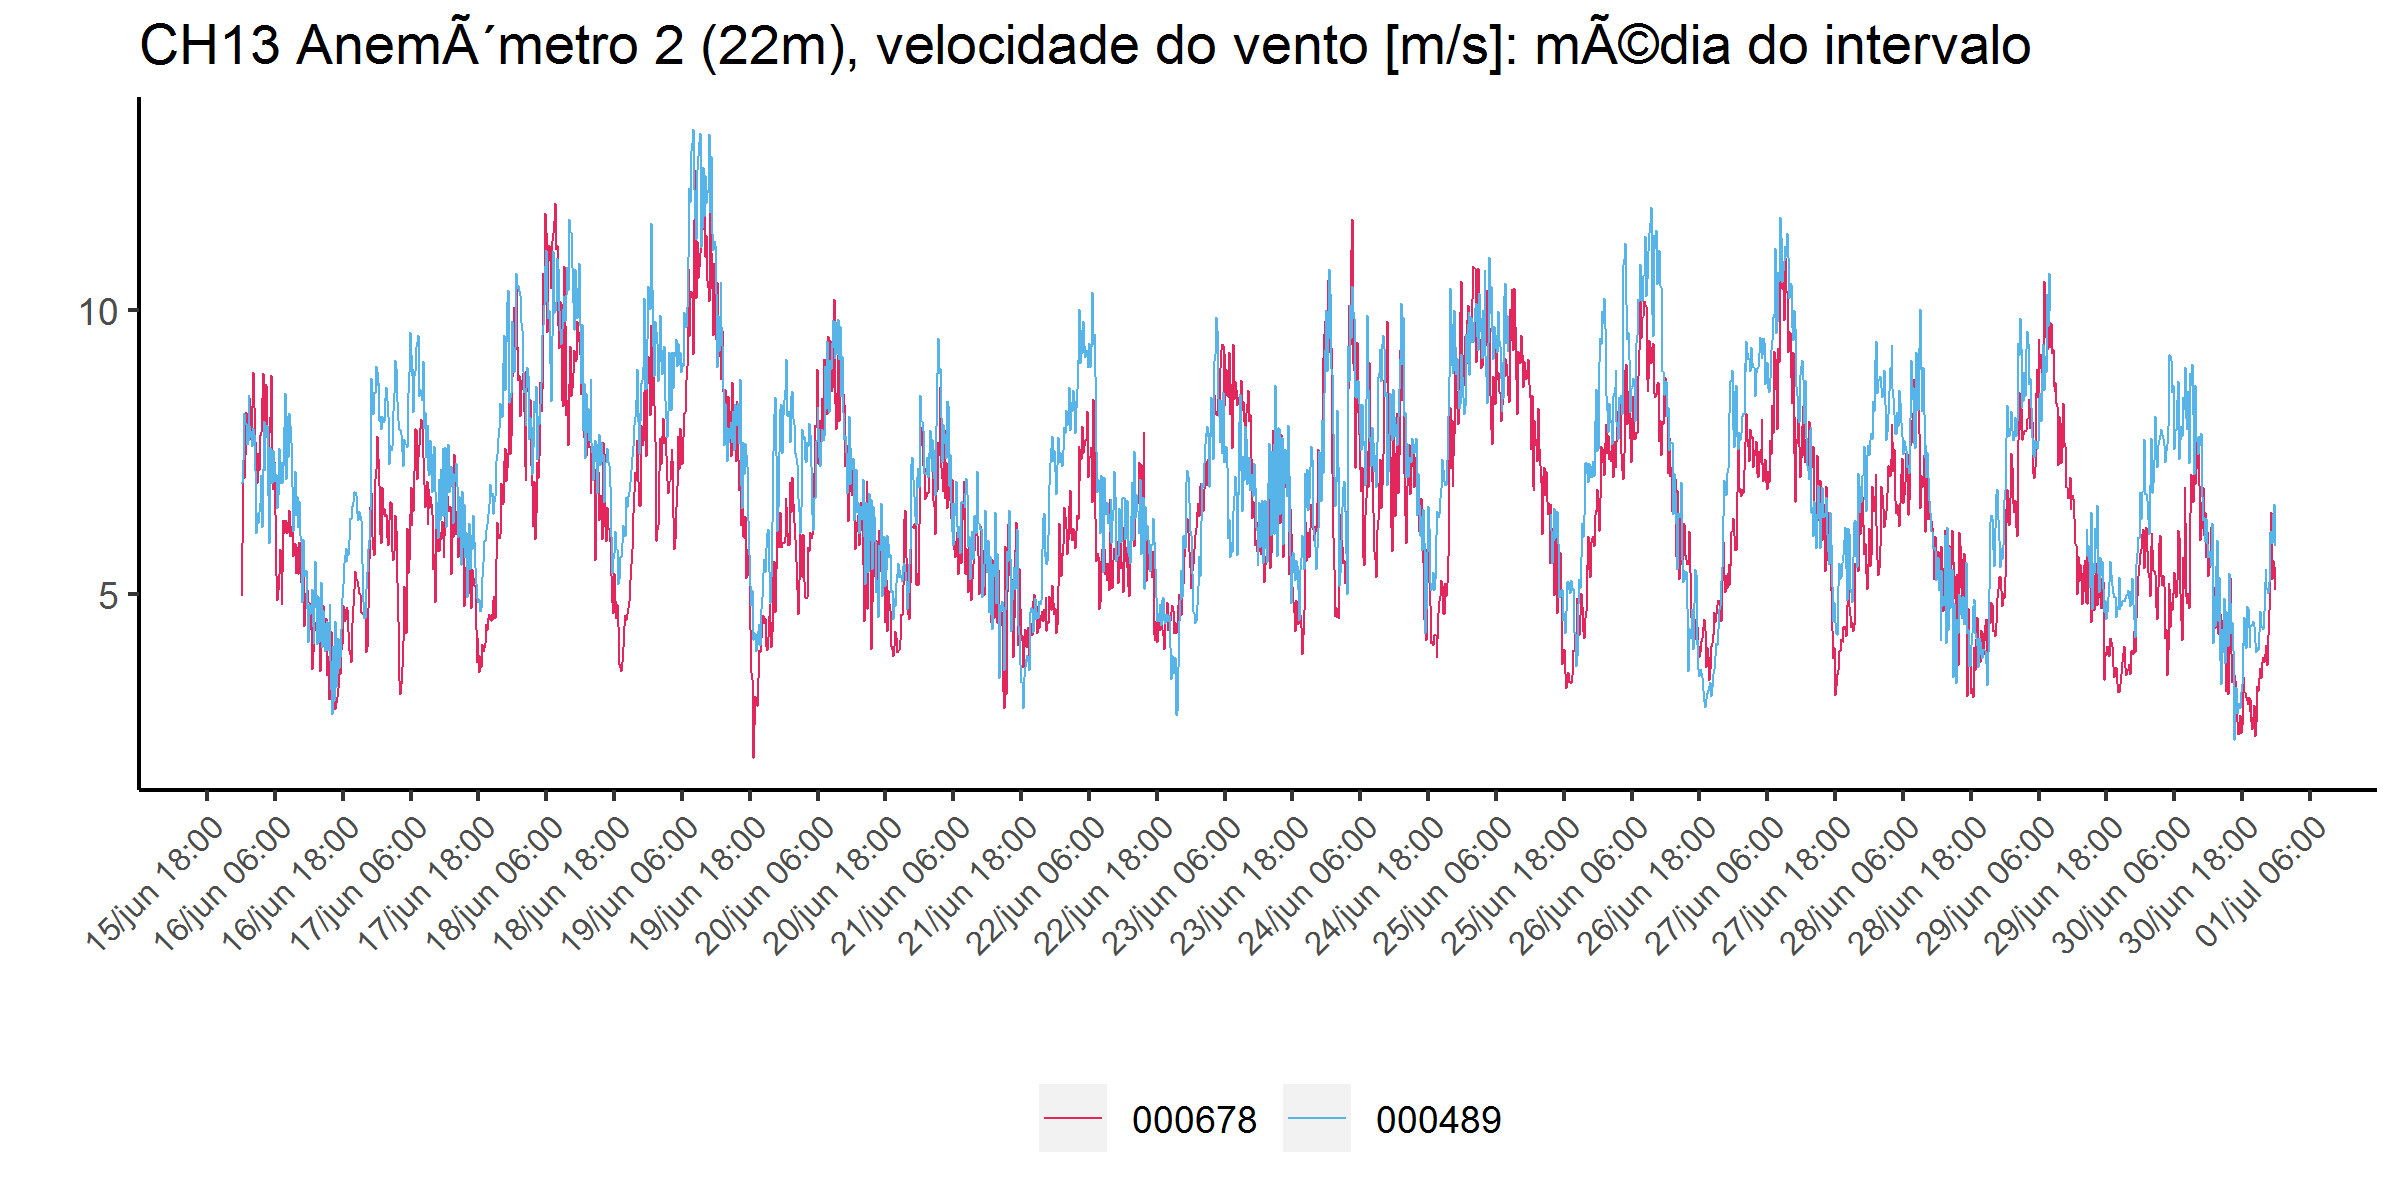 CH13 AnemÃ´metro 2 (22m), velocidade do vento [m/s]: mÃ©dia do intervalo
10
5
15/jun 18:00
16/jun 06:00
16/jun 18:00
17/jun 06:00
17/jun 18:00
18/jun 06:00
18/jun 18:00
19/jun 06:00
19/jun 18:00
20/jun 06:00
20/jun 18:00
21/jun 06:00
21/jun 18:00
22/jun 06:00
22/jun 18:00
23/jun 06:00
23/jun 18:00
24/jun 06:00
24/jun 18:00
25/jun 06:00
25/jun 18:00
26/jun 06:00
26/jun 18:00
27/jun 06:00
27/jun 18:00
28/jun 06:00
28/jun 18:00
29/jun 06:00
29/jun 18:00
30/jun 06:00
30/jun 18:00
01/jul 06:00
000678 000489